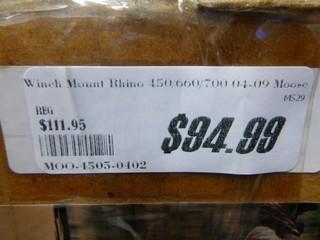 Winch Mount Rhino 450/660/700 04-09 Moose
MS29
REG
$111.95
$94.99
MOO-4505-0402